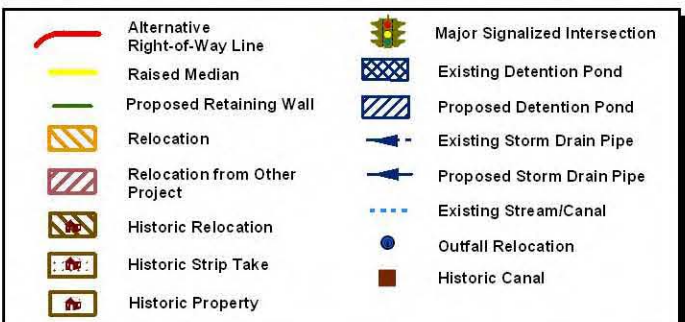 Alternative
Right-of-Way Line
Raised Median
Proposed Retaining Wall
Relocation
Relocation from Other
Project
Historic Relocation
Historic Strip Take
Historic Property
Major Signalized Intersection
Existing Detention Pond
Proposed Detention Pond
Existing Storm Drain Pipe
Proposed Storm Drain Pipe
Existing Stream/Canal
Outfall Relocation
Historic Canal